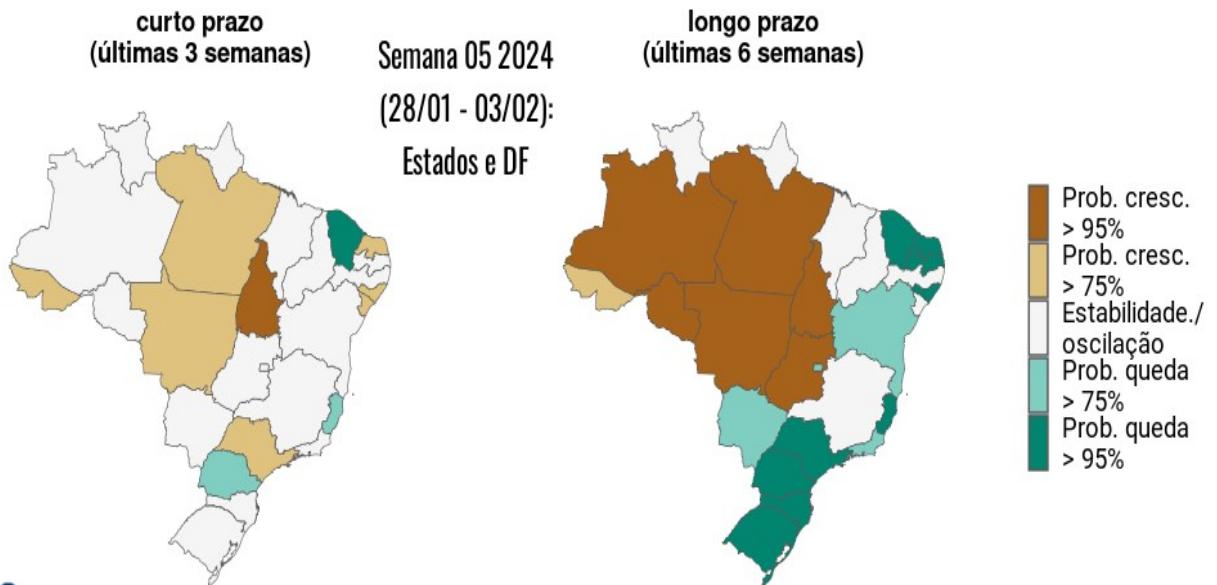 curto prazo
(últimas 3 semanas)
Semana 05 2024
(28/01 - 03/02):
Estados e DF
longo prazo
(últimas 6 semanas)
Prob. cresc.
> 95%
Prob. cresc.
> 75%
Estabilidade./
oscilação
Prob. queda
> 75%
Prob. queda
> 95%